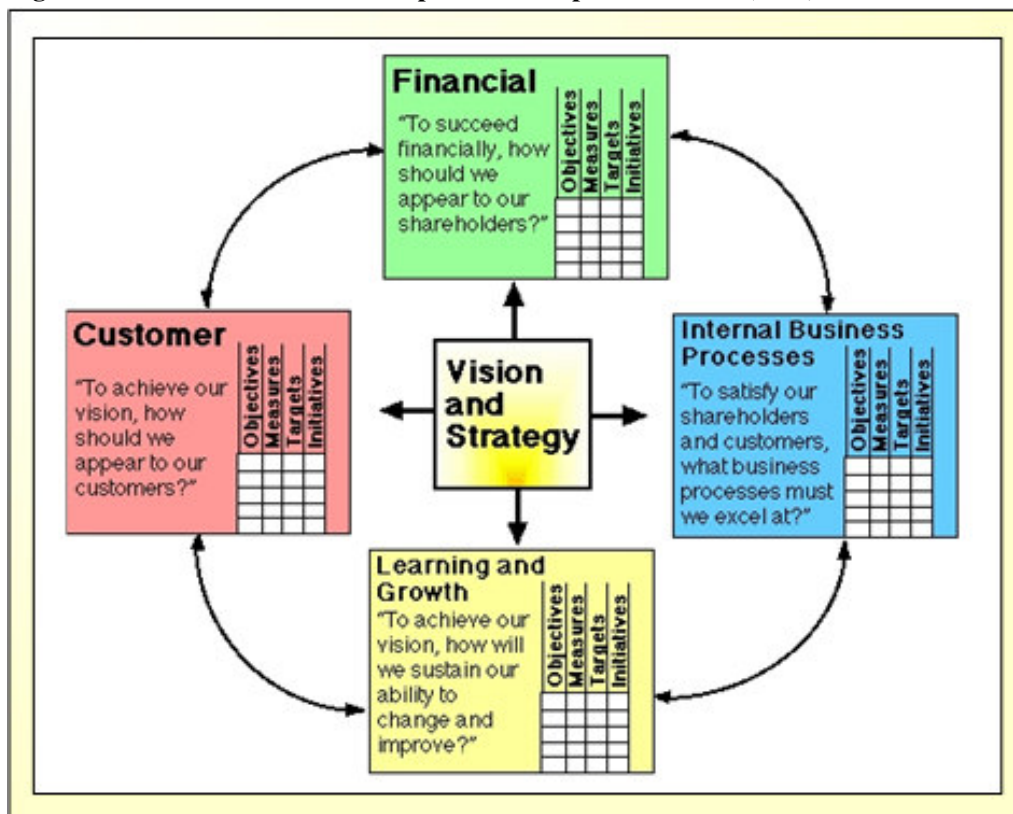 Financial
“To succeed
financially, how
should we
appear to our
shareholders?”
Objectives
Measures
Targets
Initiatives
Customer
“To achieve our
vision, how
should we
appear to our
customers?”
Objectives
Measures
Targets
Initiatives
Vision
and
Strategy
Internal Business
Processes
“To satisfy our
shareholders
and customers,
what business
processes must
we excel at?”
Objectives
Measures
Targets
Initiatives
Learning and
Growth
“To achieve our
vision, how will
we sustain our
ability to
change and
improve?”
Objectives
Measures
Targets
Initiatives